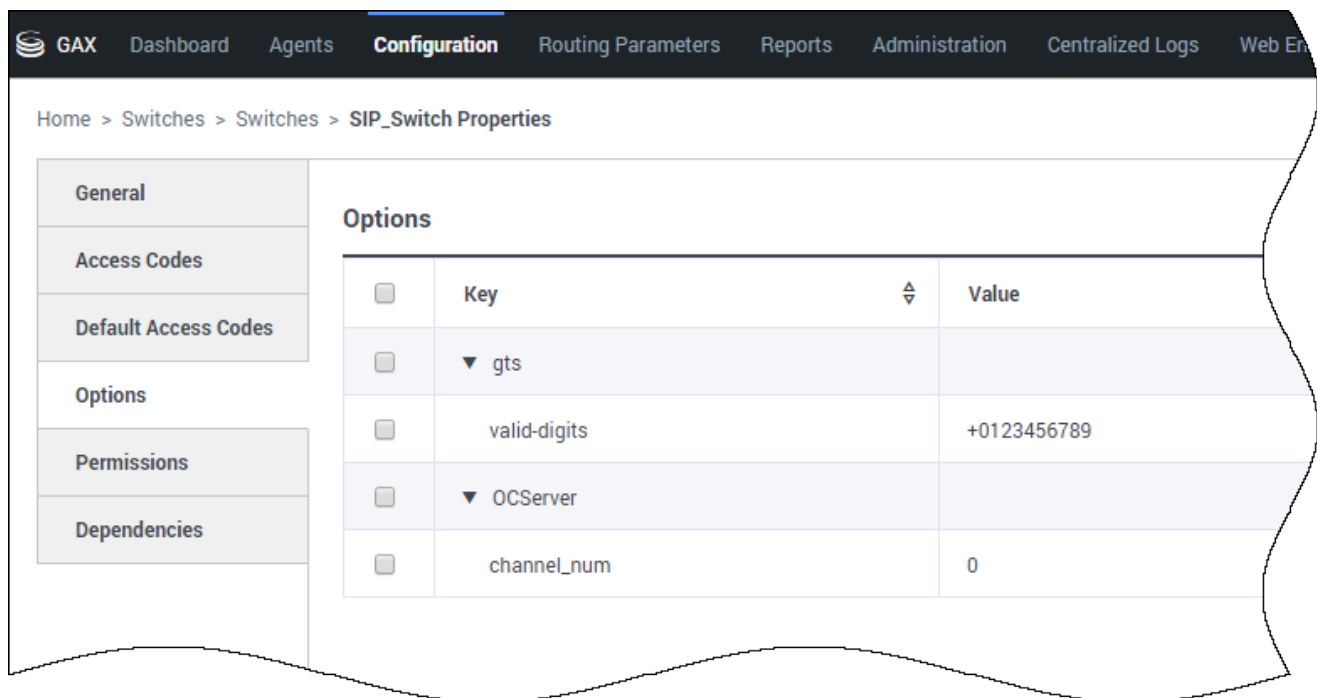 GAX Dashboard Agents Configuration Routing Parameters Reports Administration Centralized Logs Web
Home > Switches > Switches > SIP_Switch Properties
General
Access Codes
Default Access Codes
Options
Permissions
Dependencies
Options
Key Value
gts
valid-digits +0123456789
OCServer
channel_num 0